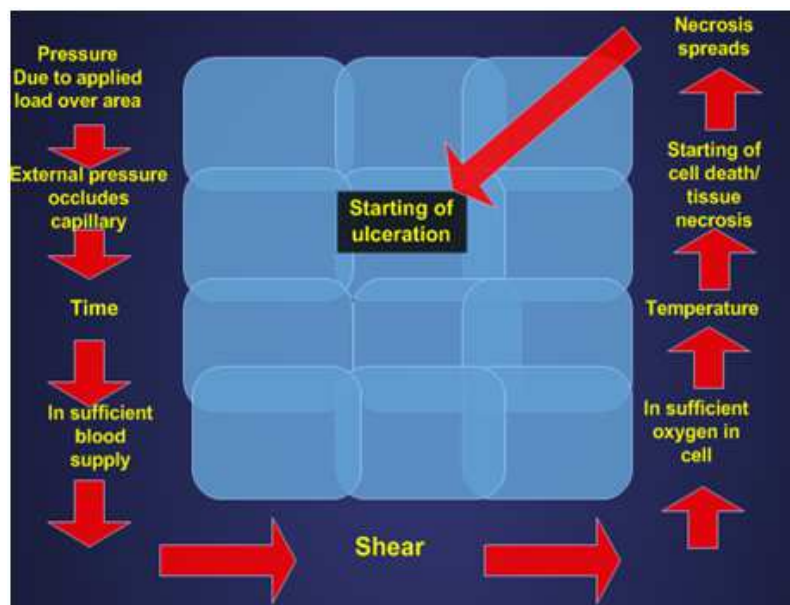 Pressure
Due to applied
load over area
External pressure
occludes
capillary
Time
In sufficient
blood
supply
Shear
In sufficient
oxygen in
cell
Temperature
Starting of
cell death/
tissue
necrosis
Necrosis
spreads
Starting of
ulceration